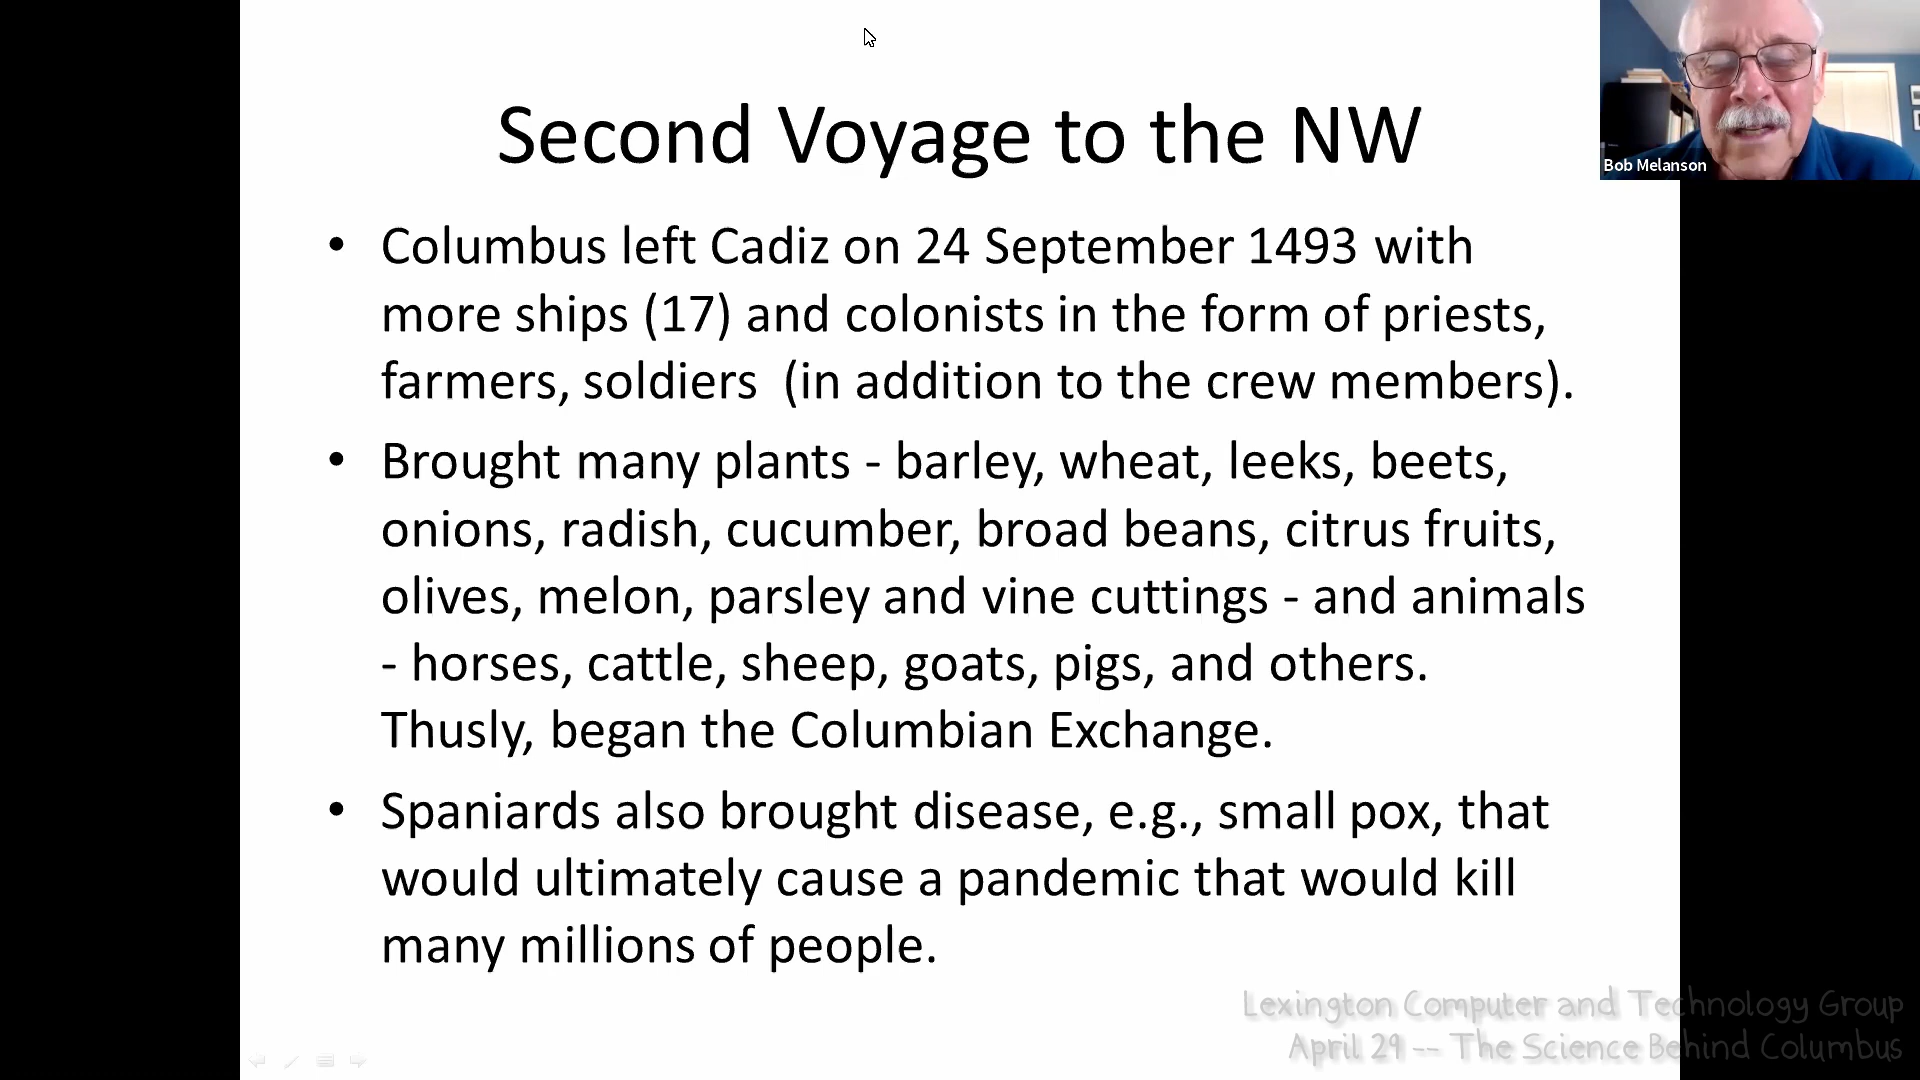 Second Voyage to the NW
Bob Melanson
• Columbus left Cadiz on 24 September 1493 with
more ships (17) and colonists in the form of priests,
farmers, soldiers  (in addition to the crew members).
• Brought many plants - barley, wheat, leeks, beets,
onions, radish, cucumber, broad beans, citrus fruits,
olives, melon, parsley and vine cuttings - and animals
- horses, cattle, sheep, goats, pigs, and others.
Thusly, began the Columbian Exchange.
• Spaniards also brought disease, e.g., small pox, that
would ultimately cause a pandemic that would kill
many millions of people.
Lexington Computer and Technology Group
April 29 -- The Science Behind Columbus